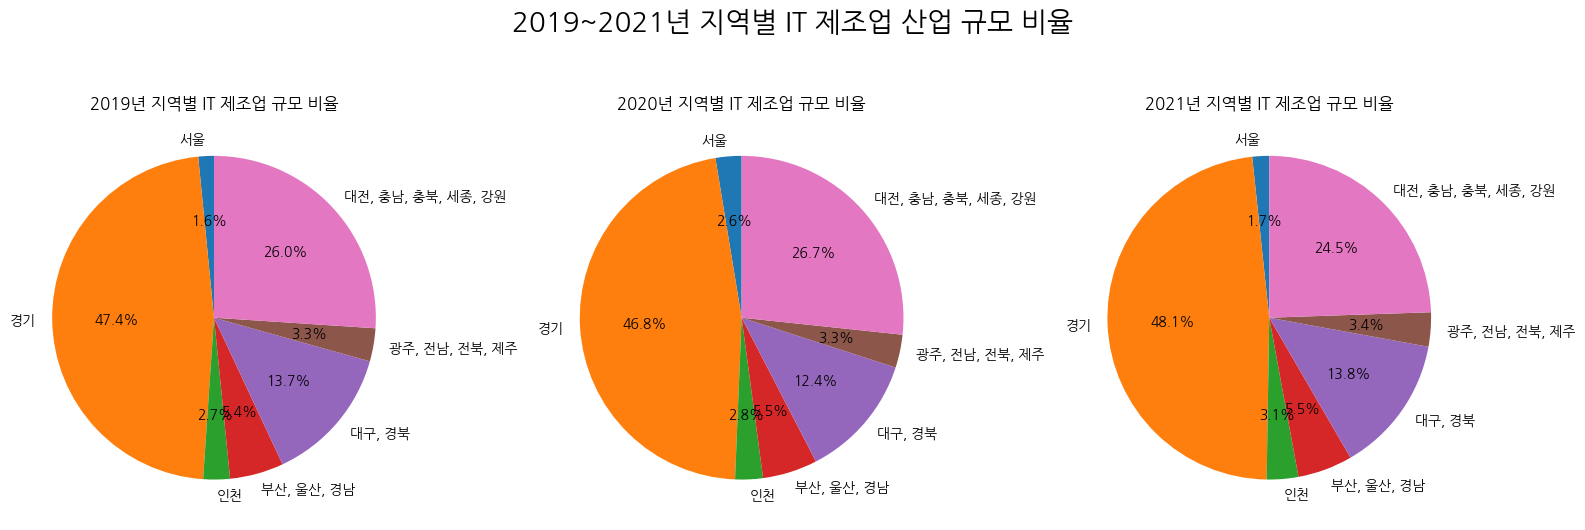 2019~2021년 지역별 IT 제조업 산업 규모 비율
2019년 지역별 IT 제조업 규모 비율
서울
1.6%
대전, 충남, 충북, 세종, 강원
26.0%
경기
47.4%
3.3%
광주, 전남, 전북, 제주
13.7%
대구, 경북
2.7%
5.4%
부산, 울산, 경남
인천
2020년 지역별 IT 제조업 규모 비율
서울
2.6%
대전, 충남, 충북, 세종, 강원
26.7%
경기
46.8%
3.3%
광주, 전남, 전북, 제주
12.4%
대구, 경북
2.8%
5.5%
부산, 울산, 경남
인천
2021년 지역별 IT 제조업 규모 비율
서울
1.7%
대전, 충남, 충북, 세종, 강원
24.5%
경기
48.1%
3.4%
광주, 전남, 전북, 제주
13.8%
대구, 경북
3.1%
5.5%
부산, 울산, 경남
인천